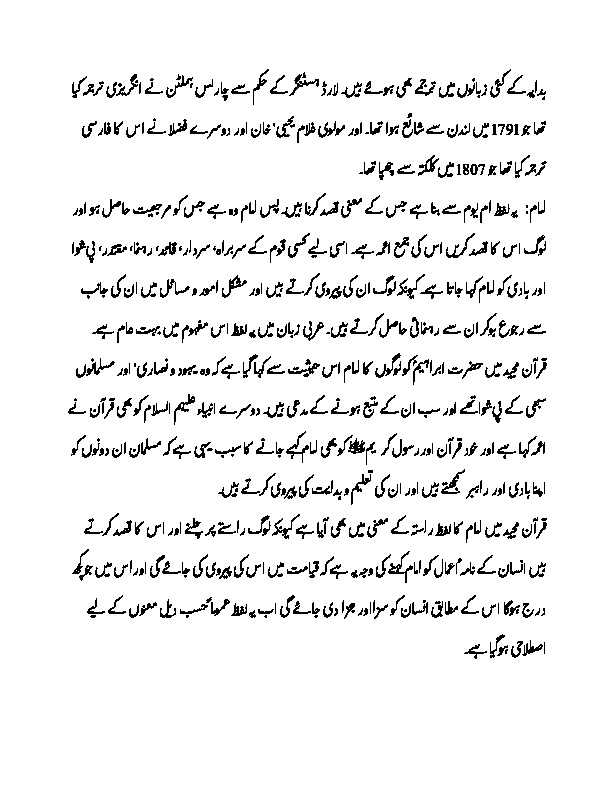 ہدایہ کے کئی زبانوں میں ترجمے بھی ہوئے ہیں۔ لارڈ ہسٹنگز کے حکم سے چارلس ہملٹن نے انگریزی ترجمہ کیا
تھا جو 1791 میں لندن سے شائع ہوا تھا۔ اور مولوی غلام یحییٰ خان اور دوسرے فضلا نے اس کا فارسی
ترجمہ کیا تھا جو 1807 میں کلکتہ سے چھپا تھا۔
امام: یہ لفظ ام یوم سے بنا ہے جس کے معنی قصد کرنا ہیں۔ پس امام وہ ہے جس کو مرجعیت حاصل ہو اور
لوگ اس کا قصد کریں اس کی جمع ائمہ ہے۔ اسی لیے کسی قوم کے سربراہ، سردار، قائد، رہنما، مقتدر، پیشوا
اور ہادی کو امام کہا جاتا ہے۔ کیونکہ لوگ ان کی پیروی کرتے ہیں اور مشکل امور و مسائل میں ان کی جانب
سے رجوع ہوکر ان سے رہنمائی حاصل کرتے ہیں۔ عربی زبان میں یہ لفظ اس مفہوم میں بہت عام ہے۔
قرآن مجید میں حضرت ابراہیمؑ کو لوگوں کا امام اس حیثیت سے کہا گیا ہے کہ وہ یہود و نصاریٰ اور مسلمانوں
سبھی کے پیشوا تھے اور سب ان کے متبع ہونے کے مدعی ہیں۔ دوسرے انبیاء علیہم السلام کو بھی قرآن نے
ائمہ کہا ہے اور خود قرآن اور رسول کریمﷺ کو بھی امام کہے جانے کا سبب یہی ہے کہ مسلمان ان دونوں کو
اپنا ہادی اور راہبر سمجھتے ہیں اور ان کی تعلیم و ہدایت کی پیروی کرتے ہیں۔
قرآن مجید میں امام کا لفظ راستہ کے معنی میں بھی آیا ہے کیونکہ لوگ راستے پر چلنے اور اس کا قصد کرتے
ہیں انسان کے نامہ اعمال کو امام کہنے کی وجہ یہ ہے کہ قیامت میں اس کی پیروی کی جائے گی اور اس میں جو کچھ
درج ہوگا اس کے مطابق انسان کو سزا اور جزا دی جائے گی اب یہ لفظ عموماً حسب ذیل معنوں کے لیے
اصطلاحی ہوگیا ہے۔